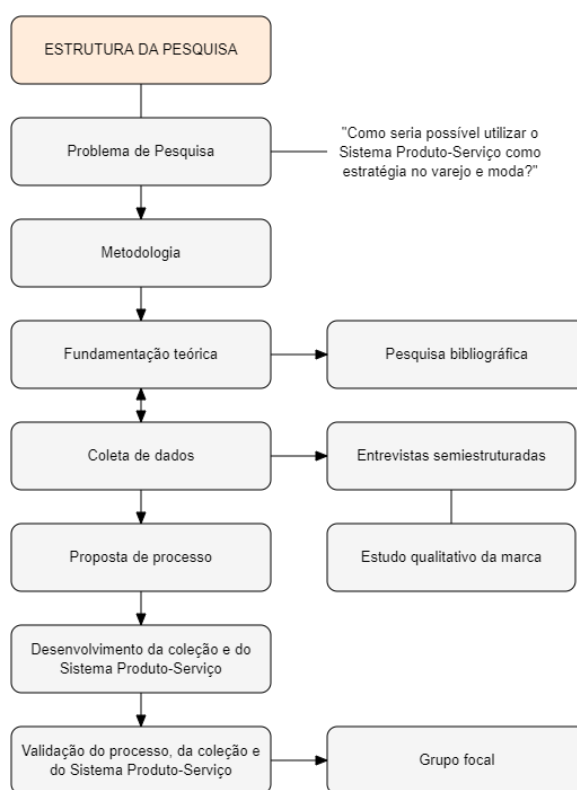 ESTRUTURA DA PESQUISA
Problema de Pesquisa
"Como seria possível utilizar o
Sistema Produto-Serviço como
estratégia no varejo e moda?"
Metodologia
Fundamentação teórica
Pesquisa bibliográfica
Coleta de dados
Entrevistas semiestruturadas
Proposta de processo
Estudo qualitativo da marca
Desenvolvimento da coleção e do
Sistema Produto-Serviço
Validação do processo, da coleção e
do Sistema Produto-Serviço
Grupo focal